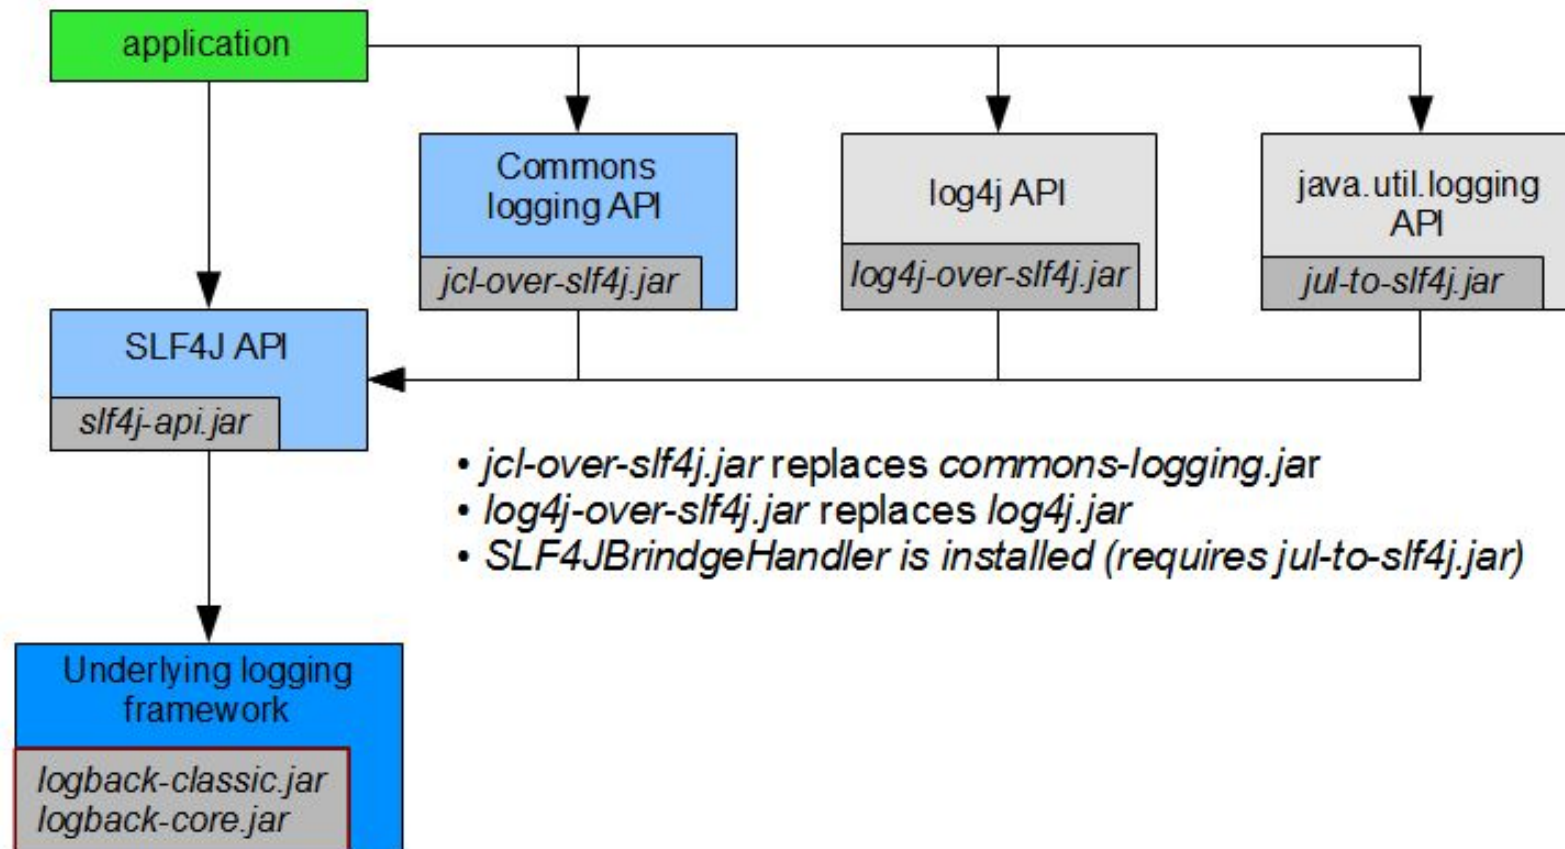 application
Commons
logging API
jcl-over-slf4j.jar
log4j API
log4j-over-slf4j.jar
java.util.logging
API
jul-to-slf4j.jar
SLF4J API
slf4j-api.jar
• jcl-over-slf4j.jar replaces commons-logging.jar
• log4j-over-slf4j.jar replaces log4j.jar
• SLF4JBrindgeHandler is installed (requires jul-to-slf4j.jar)
Underlying logging
framework
logback-classic.jar
logback-core.jar